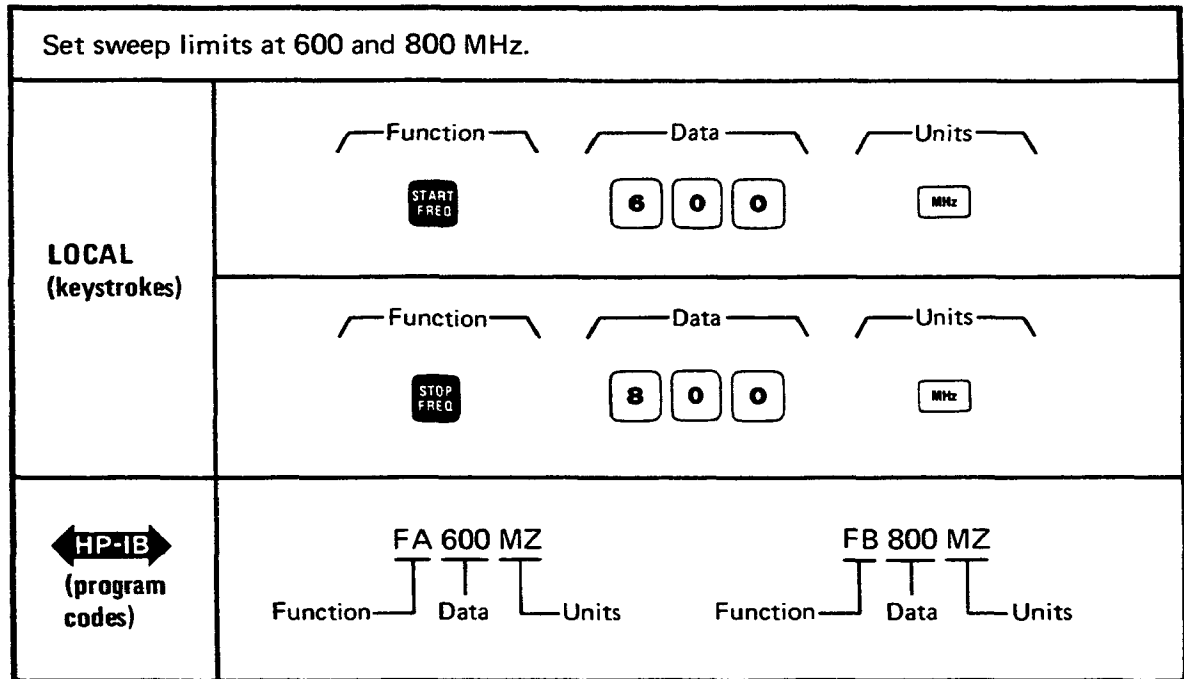 Set sweep limits at 600 and 800 MHz.
LOCAL
(keystrokes)
Function Data Units
START
FREQ
6 0 0 MHz
Function Data Units
STOP
FREQ
8 0 0 MHz
HP-IB
(program
codes)
FA 600 MZ FB 800 MZ
Function Data Units Function Data Units